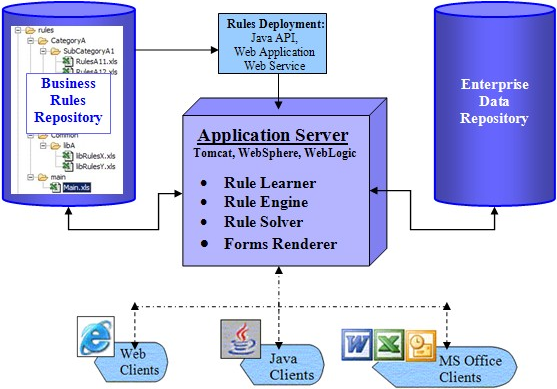 rules
CategoryA
SubCategoryA1
RulesA11.xls
RulesA12.xls
Business
Rules
Repository
Common
libA
libRulesX.xls
libRulesY.xls
main
Main.xls
Rules Deployment:
Java API,
Web Application
Web Service
Enterprise
Data
Repository
Application Server
Tomcat, WebSphere, WebLogic
• Rule Learner
• Rule Engine
• Rule Solver
• Forms Renderer
Web
Clients
Java
Clients
MS Office
Clients